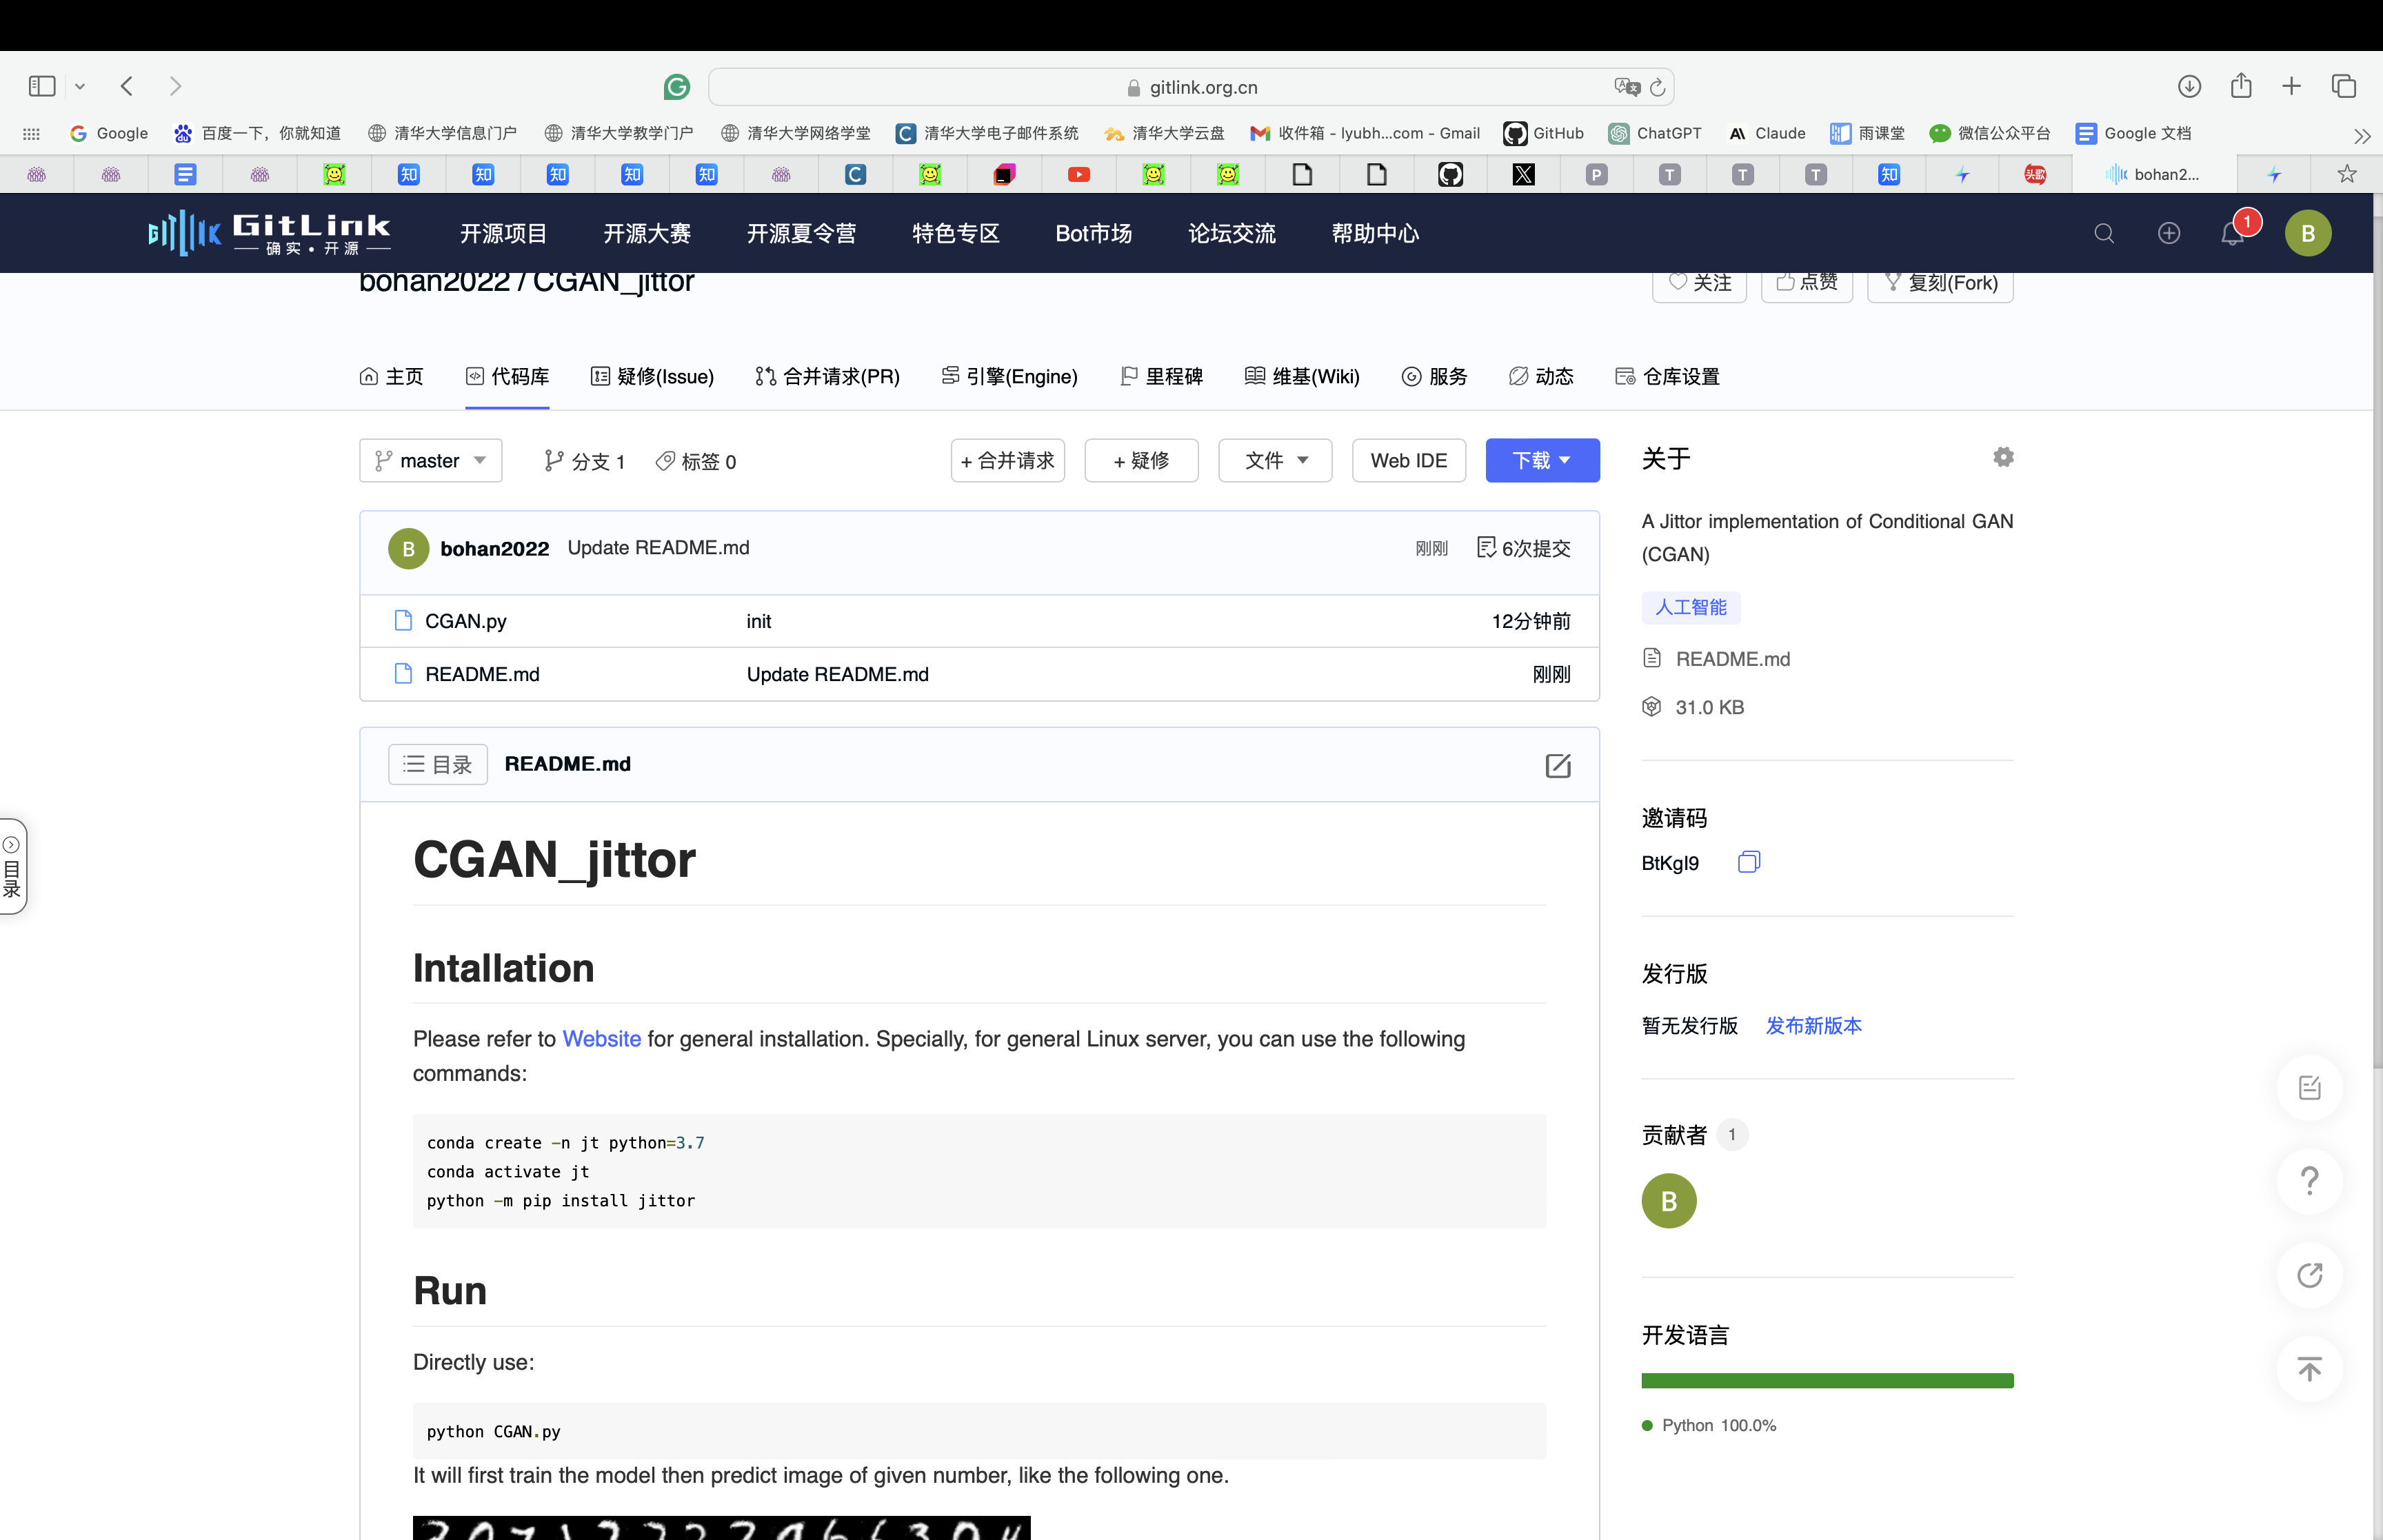 gitlink.org.cn
Google
百度一下，你就知道
清华大学信息门户
清华大学教学门户
清华大学网络学堂
清华大学电子邮件系统
清华大学云盘
收件箱 - lyubh...com - Gmail
GitHub
ChatGPT
Claude
雨课堂
微信公众平台
Google 文档
bohan2...
GitLink
确实•开源
开源项目
开源大赛
开源夏令营
特色专区
Bot市场
论坛交流
帮助中心
1
B
bohan2022 / CGAN_jittor
关注
点赞
复刻(Fork)
主页
代码库
疑修(Issue)
合并请求(PR)
引擎(Engine)
里程碑
维基(Wiki)
服务
动态
仓库设置
master
分支 1
标签 0
+ 合并请求
+ 疑修
文件
Web IDE
下载
B
bohan2022 Update README.md
刚刚
6次提交
CGAN.py init 12分钟前
README.md Update README.md 刚刚
目录
README.md
CGAN_jittor
Intallation
Please refer to Website for general installation. Specially, for general Linux server, you can use the following
commands:
conda create -n jt python=3.7
conda activate jt
python -m pip install jittor
Run
Directly use:
python CGAN.py
It will first train the model then predict image of given number, like the following one.
关于
A Jittor implementation of Conditional GAN
(CGAN)
人工智能
README.md
31.0 KB
邀请码
BtKgl9
发行版
暂无发行版 发布新版本
贡献者 1
B
开发语言
Python 100.0%
目录